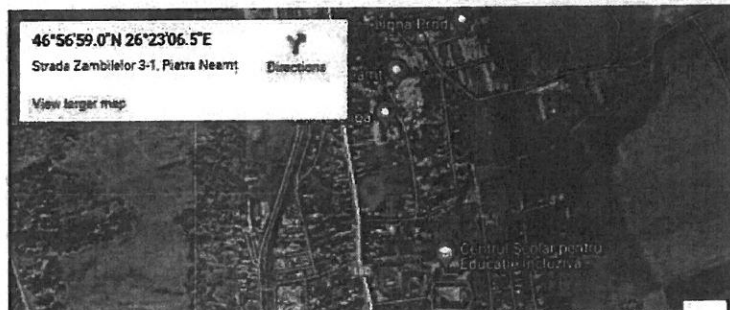 46°56'59.0"N 26°23'06.5"E
Strada Zambilelor 3-1, Piatra Neamț
Directions
View larger map
Prod
Centrul Școlar pentru
Educație Incluzivă